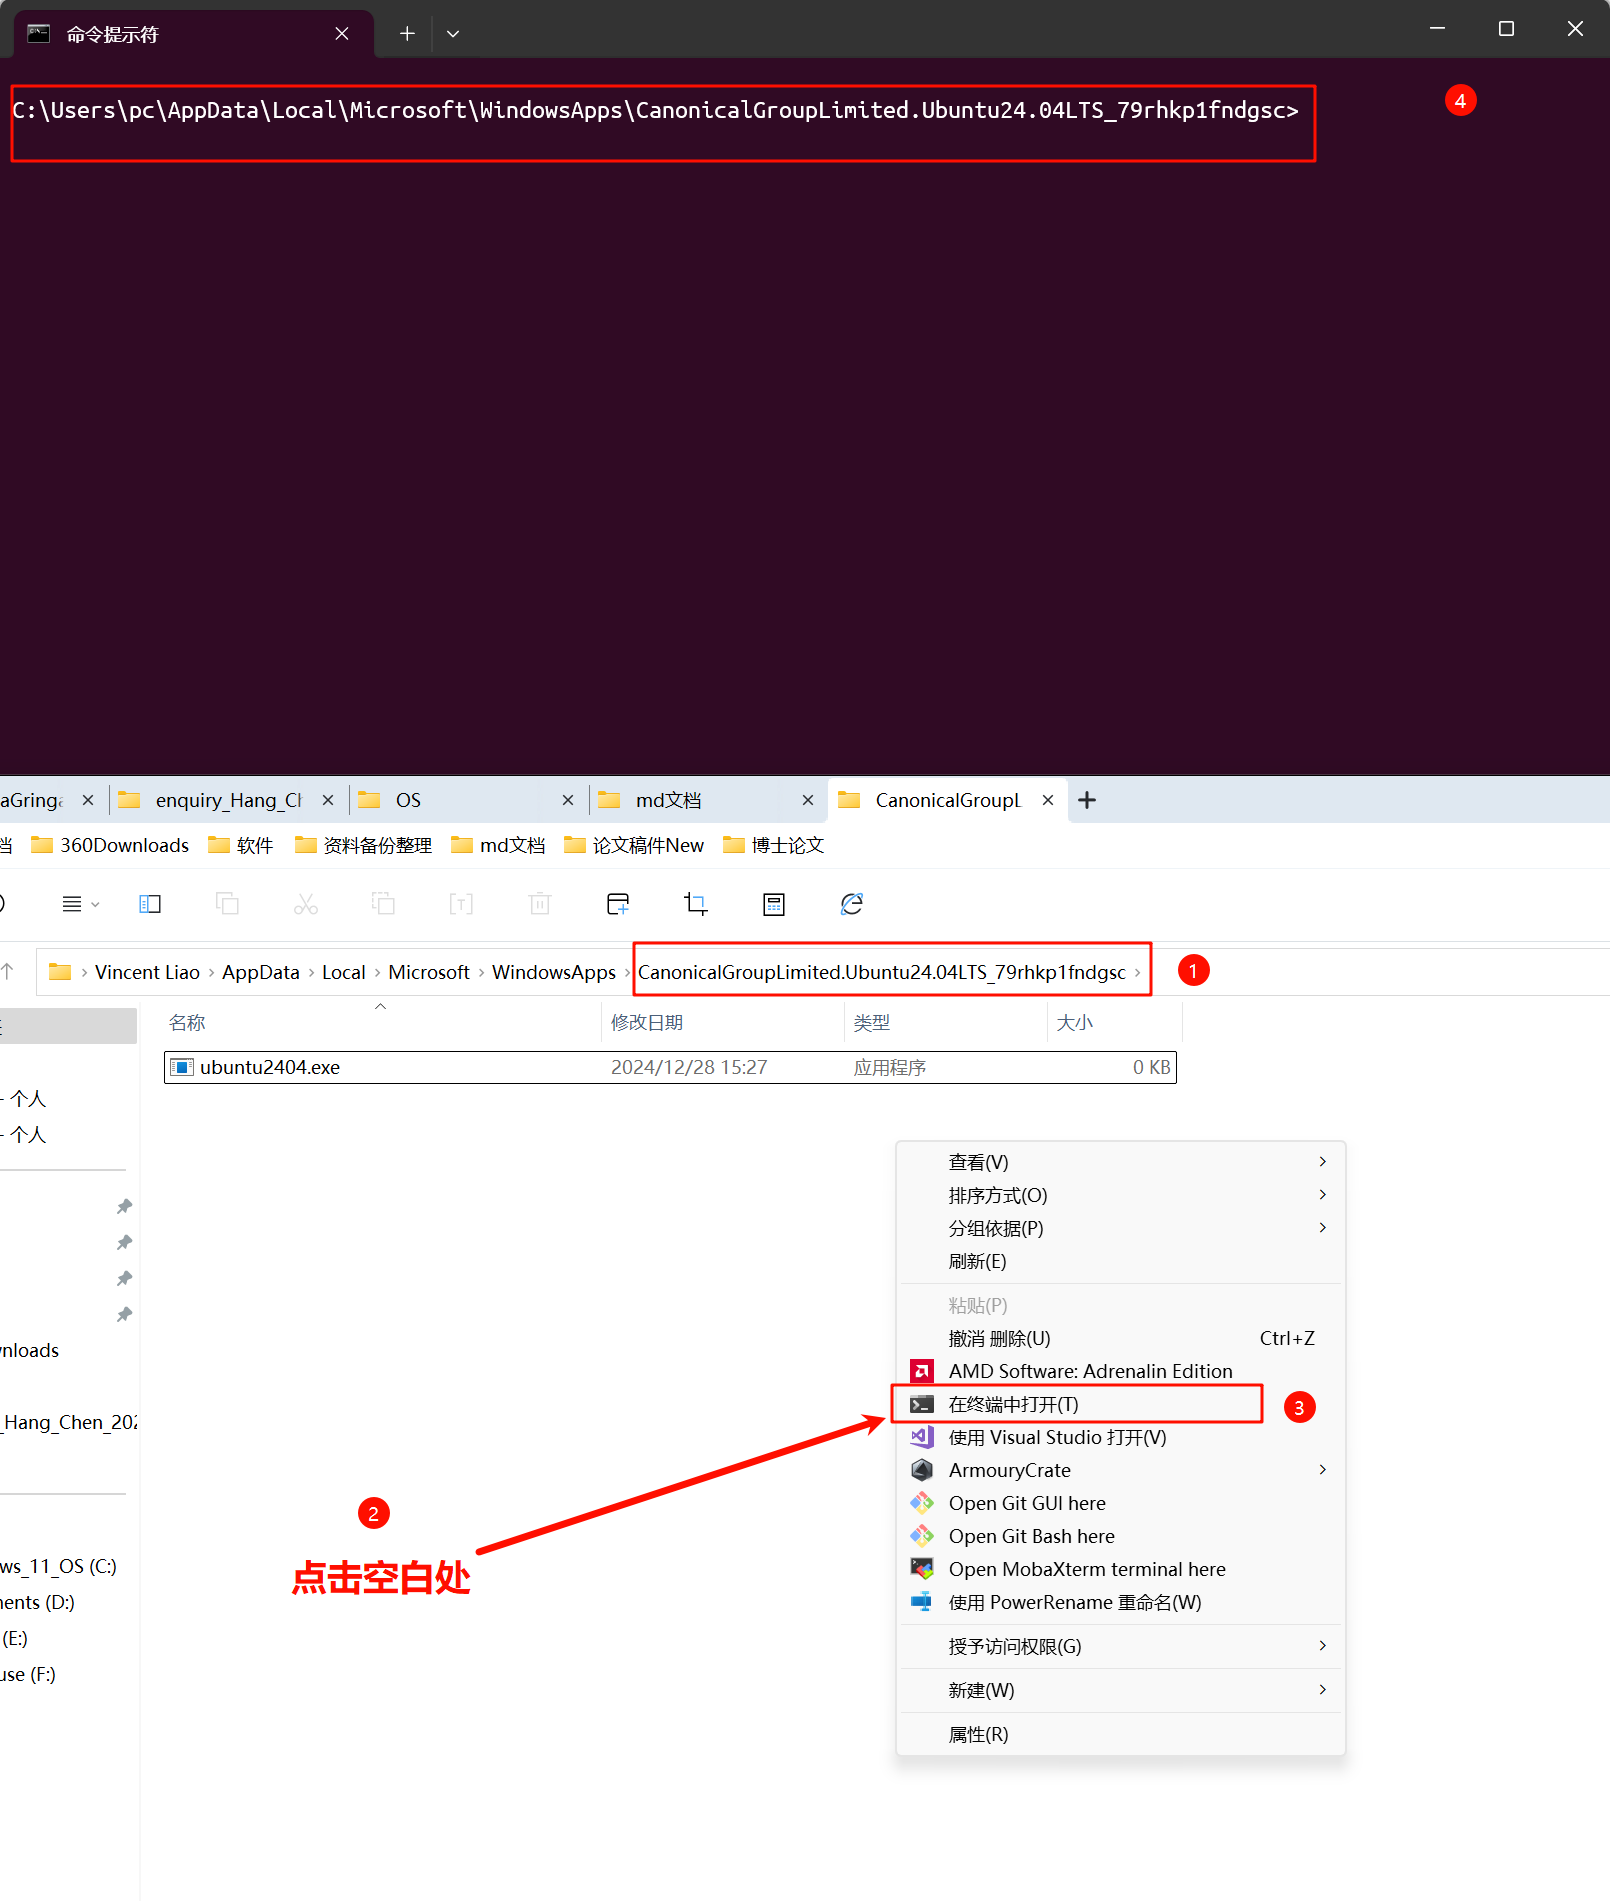 命令提示符
C:\Users\pc\AppData\Local\Microsoft\WindowsApps\CanonicalGroupLimited.Ubuntu24.04LTS_79rhkp1fndgsc>
4
enquiry_Hang_Ch
OS
md文档
CanonicalGroupL
360Downloads
软件
资料备份整理
md文档
论文稿件New
博士论文
Vincent Liao
AppData
Local
Microsoft
WindowsApps
CanonicalGroupLimited.Ubuntu24.04LTS_79rhkp1fndgsc
1
名称
修改日期
类型
大小
ubuntu2404.exe
2024/12/28 15:27
应用程序
0 KB
- 个人
- 个人
查看(V)
排序方式(O)
分组依据(P)
刷新(E)
粘贴(P)
撤消 删除(U)
Ctrl+Z
AMD Software: Adrenalin Edition
在终端中打开(T)
3
使用 Visual Studio 打开(V)
ArmouryCrate
Open Git GUI here
Open Git Bash here
Open MobaXterm terminal here
使用 PowerRename 重命名(W)
授予访问权限(G)
新建(W)
属性(R)
2
点击空白处
wnloads
_Hang_Chen_202
ws_11_OS (C:)
ments (D:)
(E:)
use (F:)